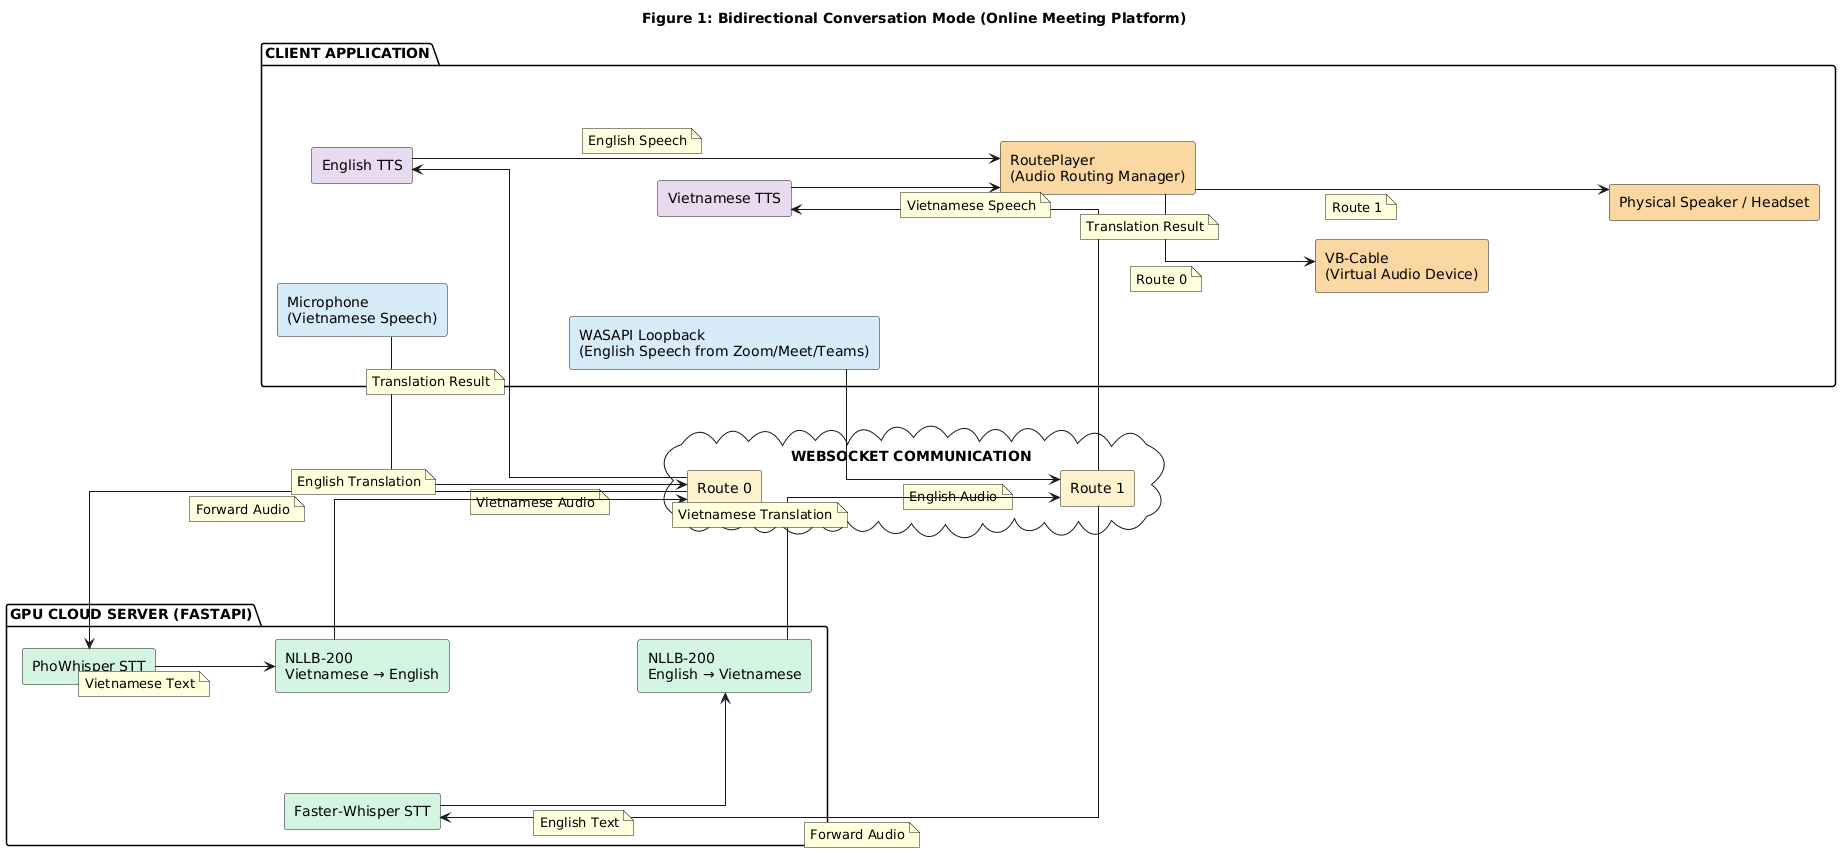 Figure 1: Bidirectional Conversation Mode (Online Meeting Platform)
CLIENT APPLICATION
English Speech
English TTS
RoutePlayer
(Audio Routing Manager)
Vietnamese TTS
Vietnamese Speech
Route 1
Physical Speaker / Headset
Translation Result
VB-Cable
(Virtual Audio Device)
Route 0
Microphone
(Vietnamese Speech)
WASAPI Loopback
(English Speech from Zoom/Meet/Teams)
Translation Result
WEBSOCKET COMMUNICATION
English Translation
Route 0
Route 1
Forward Audio
Vietnamese Audio
English Audio
Vietnamese Translation
GPU CLOUD SERVER (FASTAPI)
PhoWhisper STT
Vietnamese Text
NLLB-200
Vietnamese → English
NLLB-200
English → Vietnamese
Faster-Whisper STT
English Text
Forward Audio